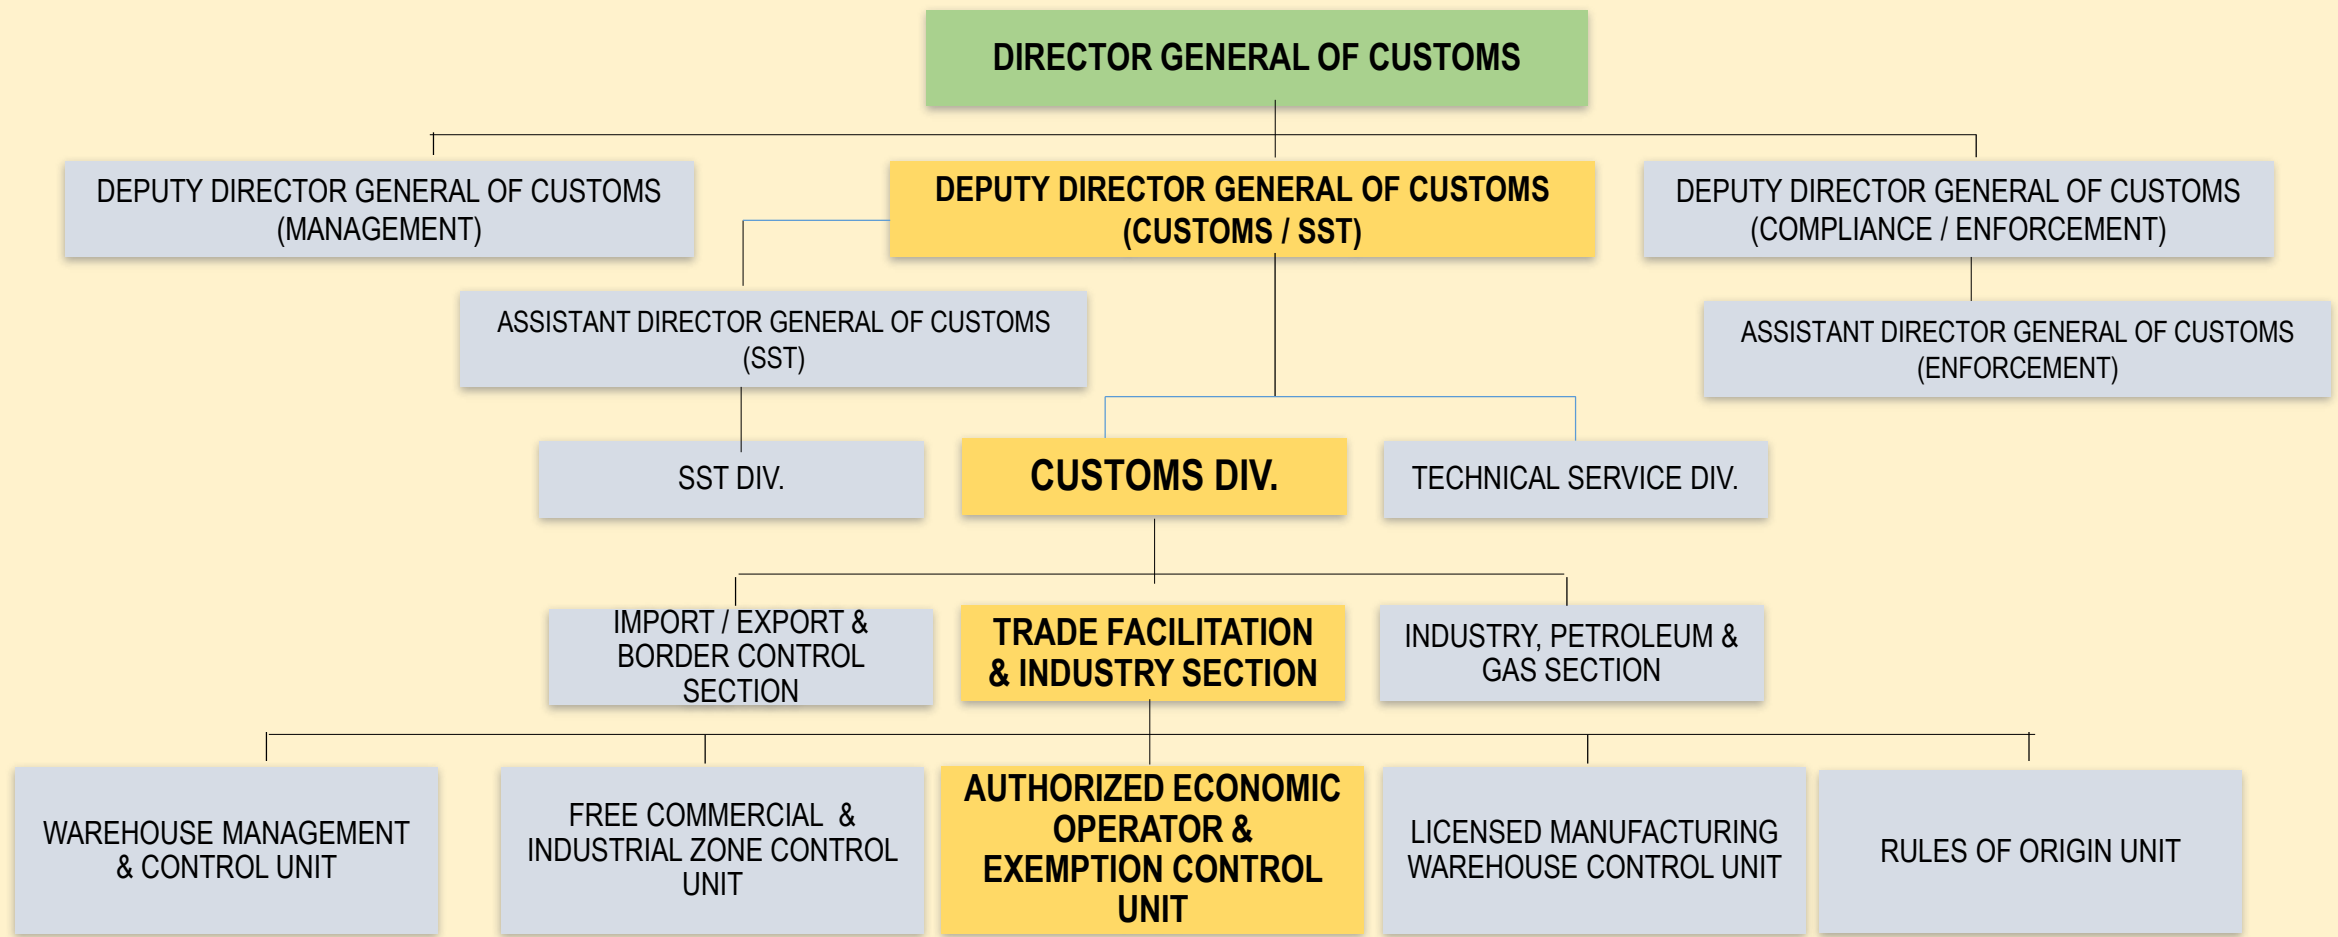 DIRECTOR GENERAL OF CUSTOMS
DEPUTY DIRECTOR GENERAL OF CUSTOMS
(MANAGEMENT)
DEPUTY DIRECTOR GENERAL OF CUSTOMS
(CUSTOMS / SST)
DEPUTY DIRECTOR GENERAL OF CUSTOMS
(COMPLIANCE / ENFORCEMENT)
ASSISTANT DIRECTOR GENERAL OF CUSTOMS
(SST)
ASSISTANT DIRECTOR GENERAL OF CUSTOMS
(ENFORCEMENT)
SST DIV.
CUSTOMS DIV.
TECHNICAL SERVICE DIV.
IMPORT / EXPORT &
BORDER CONTROL
SECTION
TRADE FACILITATION
& INDUSTRY SECTION
INDUSTRY, PETROLEUM &
GAS SECTION
WAREHOUSE MANAGEMENT
& CONTROL UNIT
FREE COMMERCIAL &
INDUSTRIAL ZONE CONTROL
UNIT
AUTHORIZED ECONOMIC
OPERATOR &
EXEMPTION CONTROL
UNIT
LICENSED MANUFACTURING
WAREHOUSE CONTROL UNIT
RULES OF ORIGIN UNIT